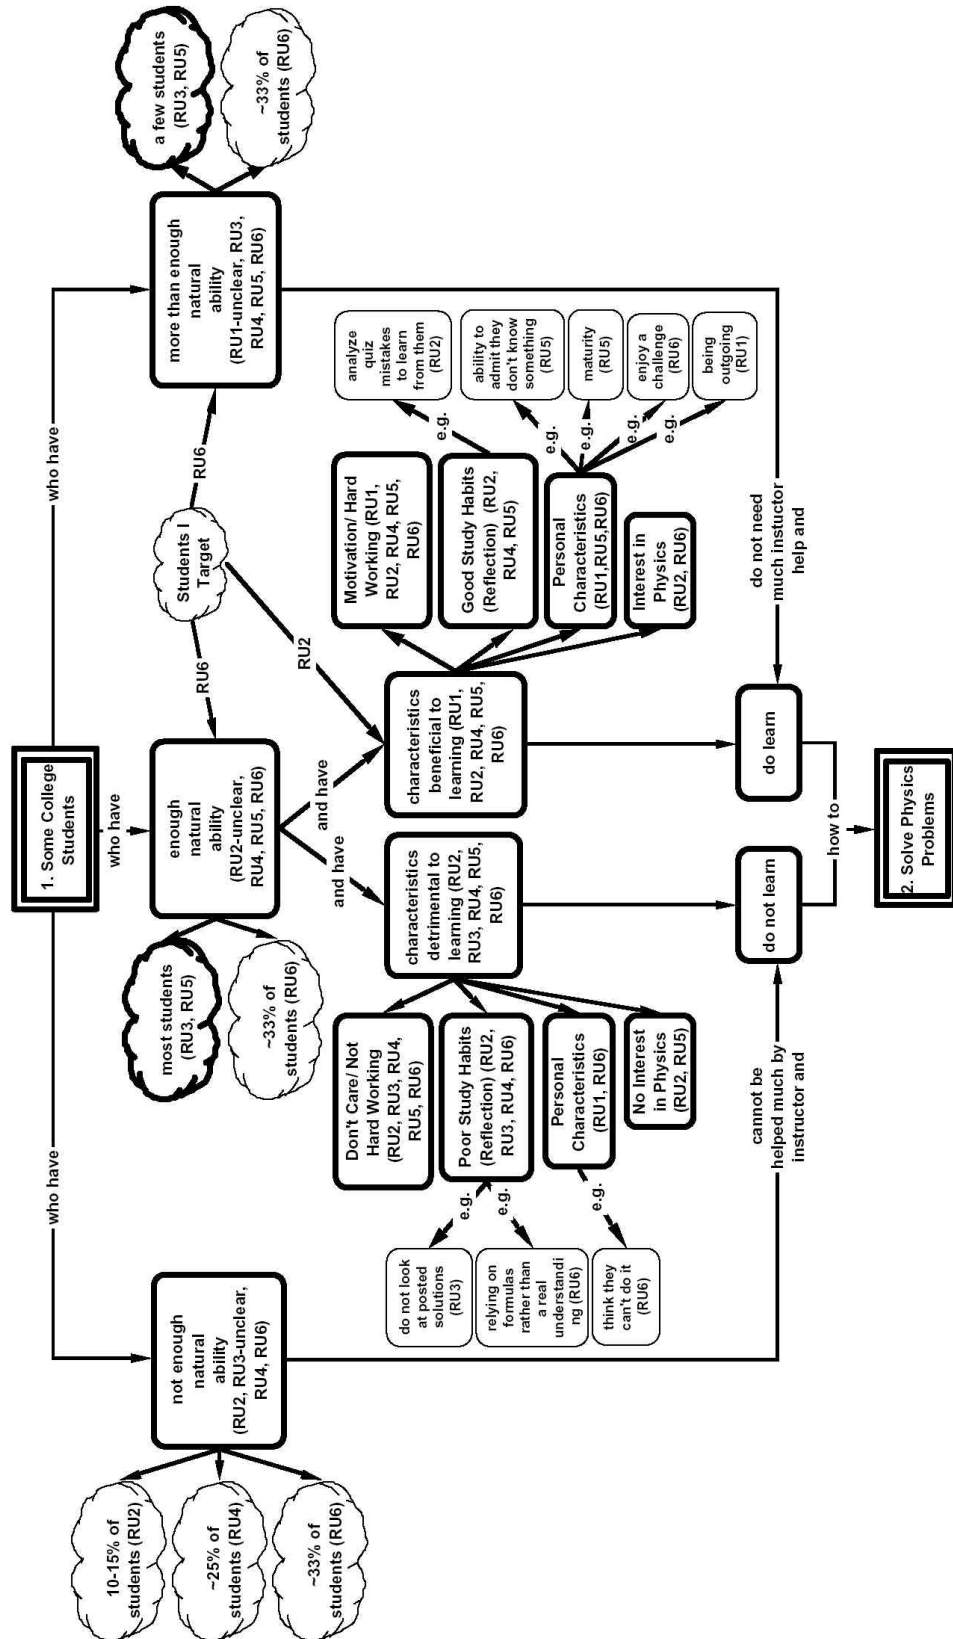 1. Some College
Students
who have
who have
who have
not enough
natural
ability
(RU2, RU3-unclear,
RU4, RU6)
10-15% of
students (RU2)
~25% of
students (RU4)
~33% of
students (RU6)
enough
natural
ability
(RU2-unclear,
RU4, RU5, RU6)
most students
(RU3, RU5)
~33% of
students (RU6)
Students I
Target
RU6
RU6
RU2
more than enough
natural
ability
(RU1-unclear, RU3,
RU4, RU5, RU6)
a few students
(RU3, RU5)
~33% of
students (RU6)
and have
and have
characteristics
detrimental to
learning (RU2,
RU3, RU4, RU5,
RU6)
Don't Care/ Not
Hard Working
(RU2, RU3, RU4,
RU5, RU6)
Poor Study Habits
(Reflection) (RU2,
RU3, RU4, RU6)
Personal
Characteristics
(RU1, RU6)
No Interest
in Physics
(RU2, RU5)
e.g.
e.g.
e.g.
do not look
at posted
solutions
(RU3)
relying on
formulas
rather than
a real
understandi
ng (RU6)
think they
can't do it
(RU6)
characteristics
beneficial to
learning (RU1,
RU2, RU4, RU5,
RU6)
Motivation/ Hard
Working (RU1,
RU2, RU4, RU5,
RU6)
Good Study Habits
(Reflection) (RU2,
RU4, RU5)
Personal
Characteristics
(RU1,RU5,RU6)
Interest in
Physics
(RU2, RU6)
e.g.
e.g.
e.g.
e.g.
e.g.
analyze
quiz
mistakes
to learn
from them
(RU2)
ability to
admit they
don't know
something
(RU5)
maturity
(RU5)
enjoy a
challenge
(RU6)
being
outgoing
(RU1)
cannot be
helped much by
instructor and
do not need
much instuctor
help and
do not learn
do learn
how to
2. Solve Physics
Problems